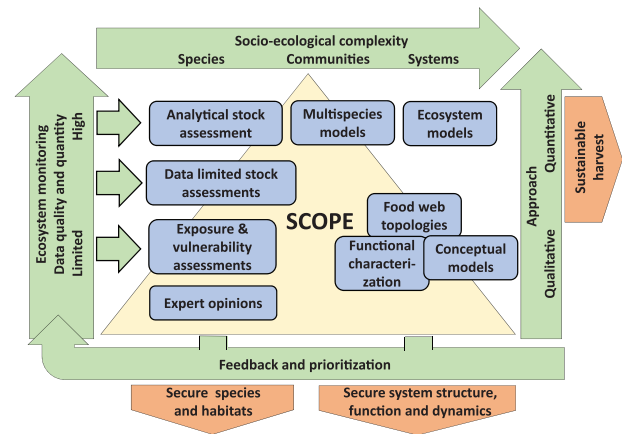 Socio-ecological complexity
Species Communities Systems
Ecosystem monitoring
Data quality and quantity
Limited High
Analytical stock
assessment
Multispecies
models
Ecosystem
models
Data limited stock
assessments
Exposure &
vulnerability
assessments
Expert opinions
SCOPE
Food web
topologies
Functional
characteri-
zation
Conceptual
models
Approach
Qualitative Quantitative
Sustainable
harvest
Feedback and prioritization
Secure species
and habitats
Secure system structure,
function and dynamics